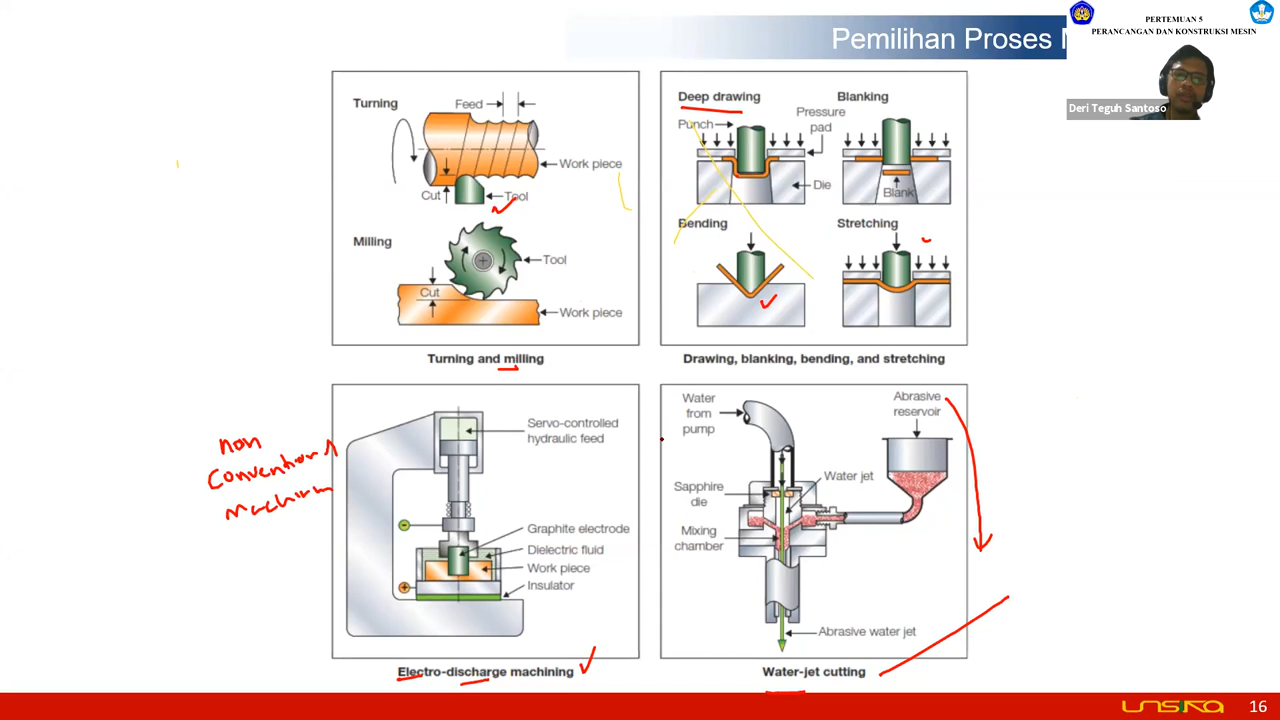 Pemilihan Proses
PERTEMUAN 5
PERANCANGAN DAN KONSTRUKSI MESIN
Deri Teguh Santoso
Turning
Feed
Work piece
Cut
Tool
Milling
Tool
Cut
Work piece
Turning and milling
Deep drawing
Blanking
Punch
Pressure
pad
Die
Blank
Bending
Stretching
Drawing, blanking, bending, and stretching
non
Conventional
Servo-controlled
hydraulic feed
Graphite electrode
Dielectric fluid
Work piece
Insulator
Electro-discharge machining
Water
from
pump
Abrasive
reservoir
Sapphire
die
Water jet
Mixing
chamber
Abrasive water jet
Water-jet cutting
unsika
16